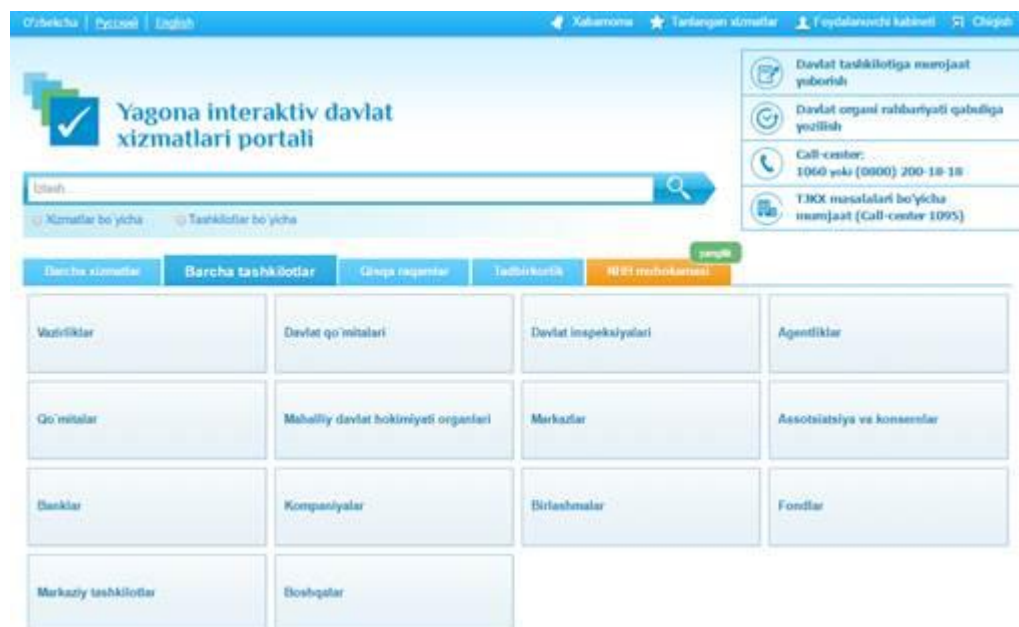 O'zbekcha | Русский | English
Xabarnoma Tanlangan xizmatlar Foydalanuvchi kabineti Chiqish
Davlat tashkilotiga murojaat
yuborish
Yagona interaktiv davlat
xizmatlari portali
Davlat organi rahbariyati qabuliga
yozilish
Call-center:
1060 yoki (0800) 200-18-18
Izlash...
TJKX masalalari bo'yicha
murojaat (Call-center 1095)
Xizmatlar bo'yicha Tashkilotlar bo'yicha
yangilik
Barcha xizmatlar Barcha tashkilotlar Qisqa raqamlar Tadbirkorlik NHH muhokamasi
Vazirliklar Davlat qo`mitalari Davlat inspeksiyalari Agentliklar
Qo`mitalar Mahalliy davlat hokimiyati organlari Markazlar Assotsiatsiya va konsernlar
Banklar Kompaniyalar Birlashmalar Fondlar
Markaziy tashkilotlar Boshqalar